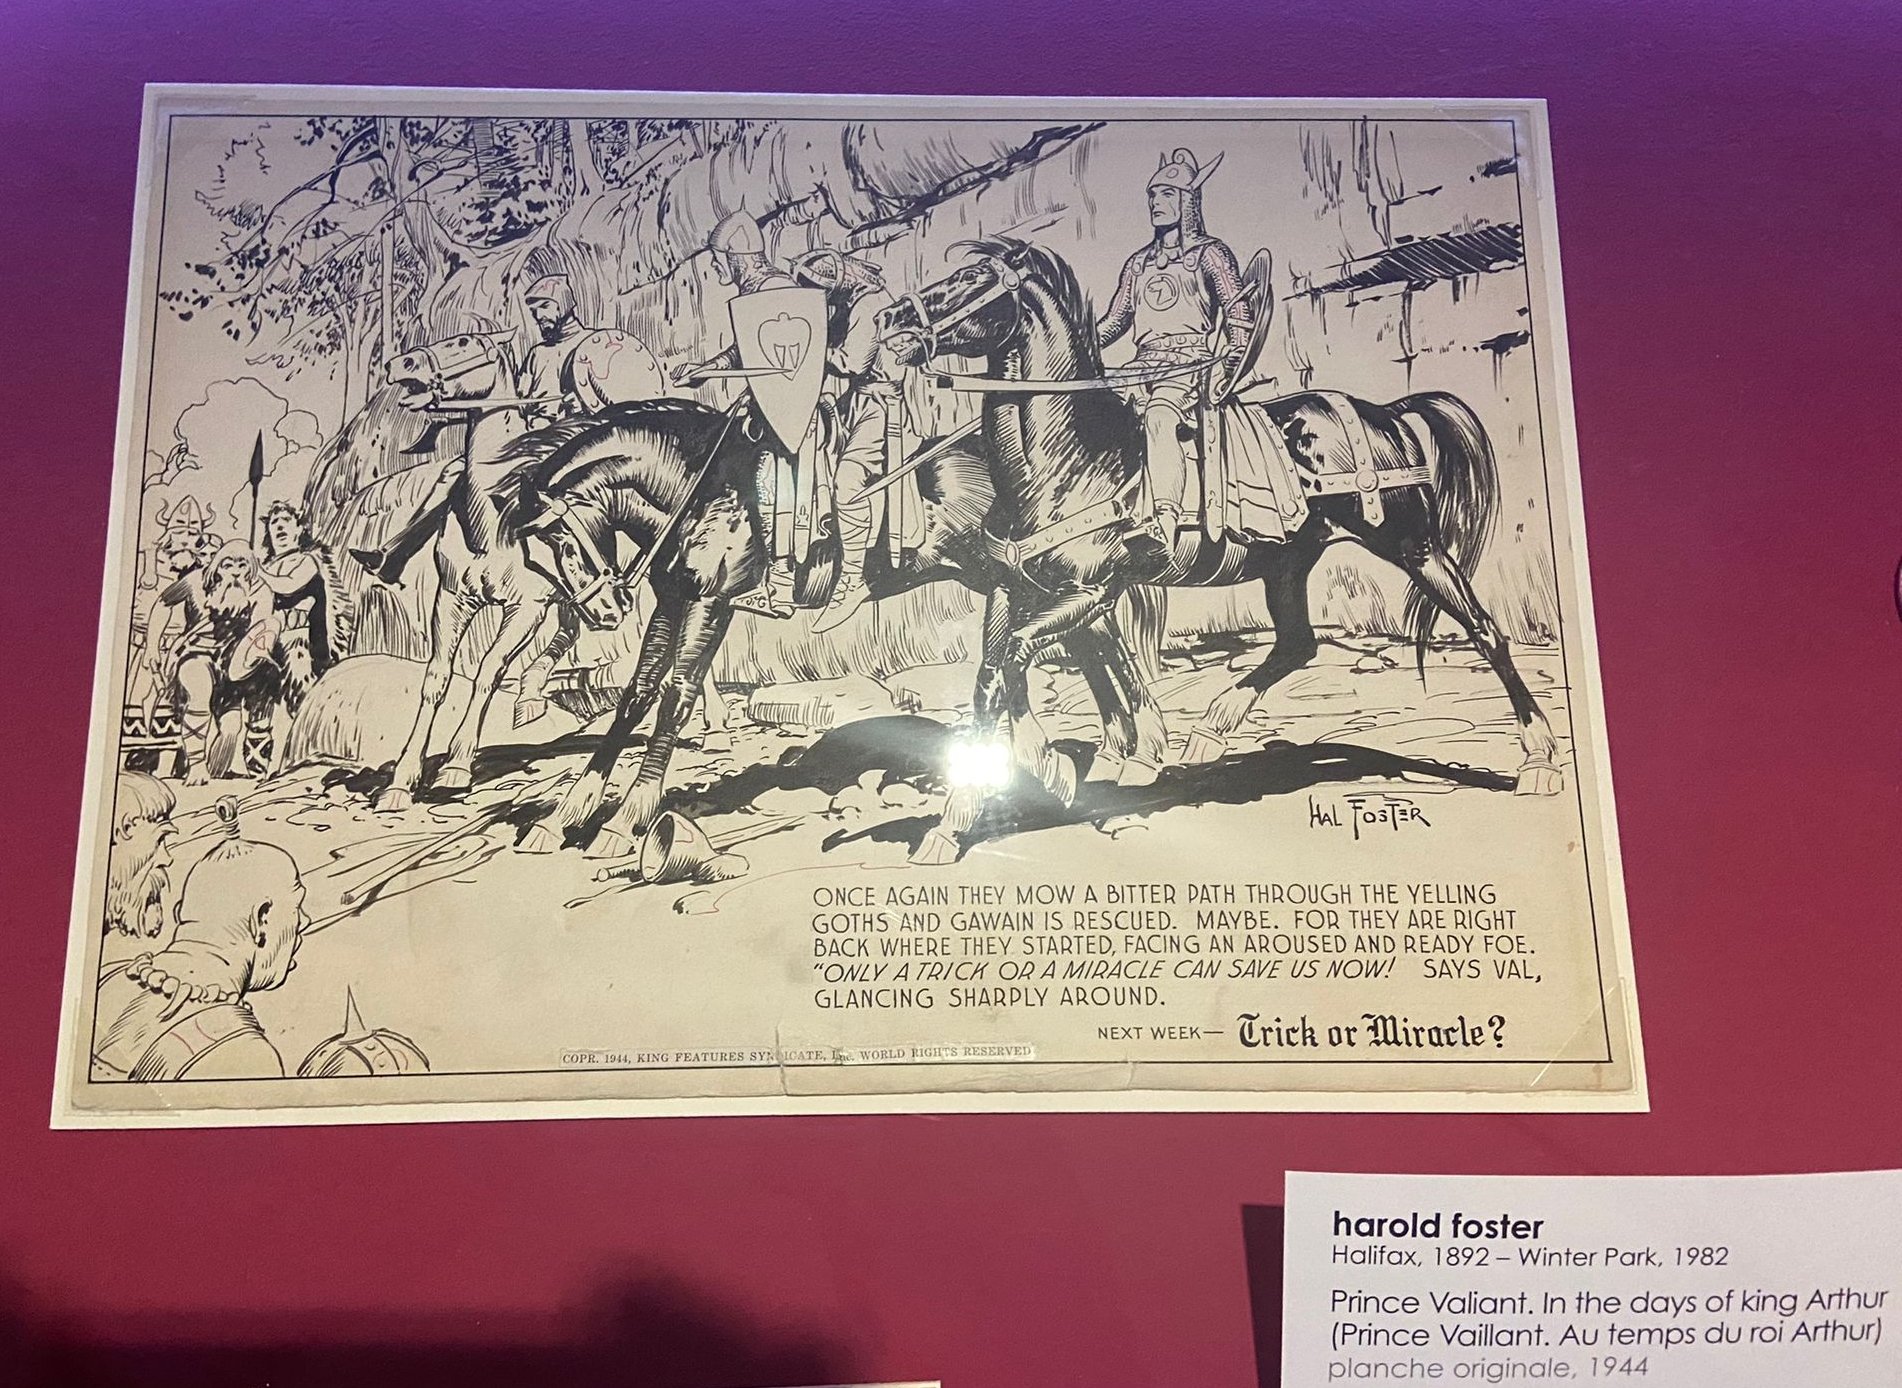 HAL FOSTER
ONCE AGAIN THEY MOW A BITTER PATH THROUGH THE YELLING
GOTHS AND GAWAIN IS RESCUED. MAYBE. FOR THEY ARE RIGHT
BACK WHERE THEY STARTED, FACING AN AROUSED AND READY FOE.
"ONLY A TRICK OR A MIRACLE CAN SAVE US NOW! SAYS VAL,
GLANCING SHARPLY AROUND.
NEXT WEEK— Trick or Miracle?
COPR. 1944, KING FEATURES SYNDICATE, Inc. WORLD RIGHTS RESERVED
harold foster
Halifax, 1892 – Winter Park, 1982
Prince Valiant. In the days of king Arthur
(Prince Vaillant. Au temps du roi Arthur)
planche originale, 1944